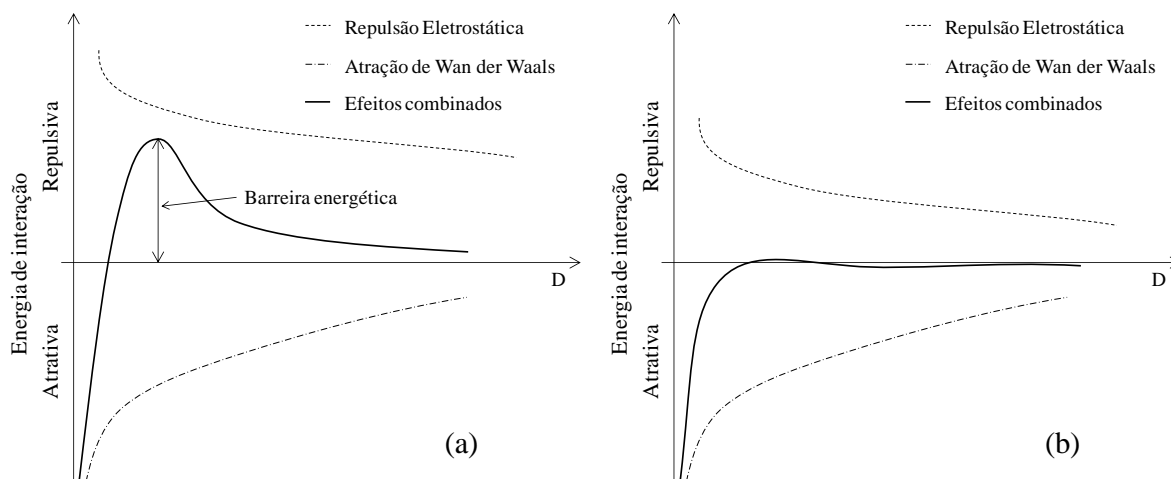 Repulsão Eletrostática
Atração de Wan der Waals
Efeitos combinados
Energia de interação
Repulsiva
Atrativa
Barreira energética
D
(a)
Repulsão Eletrostática
Atração de Wan der Waals
Efeitos combinados
Energia de interação
Repulsiva
Atrativa
D
(b)